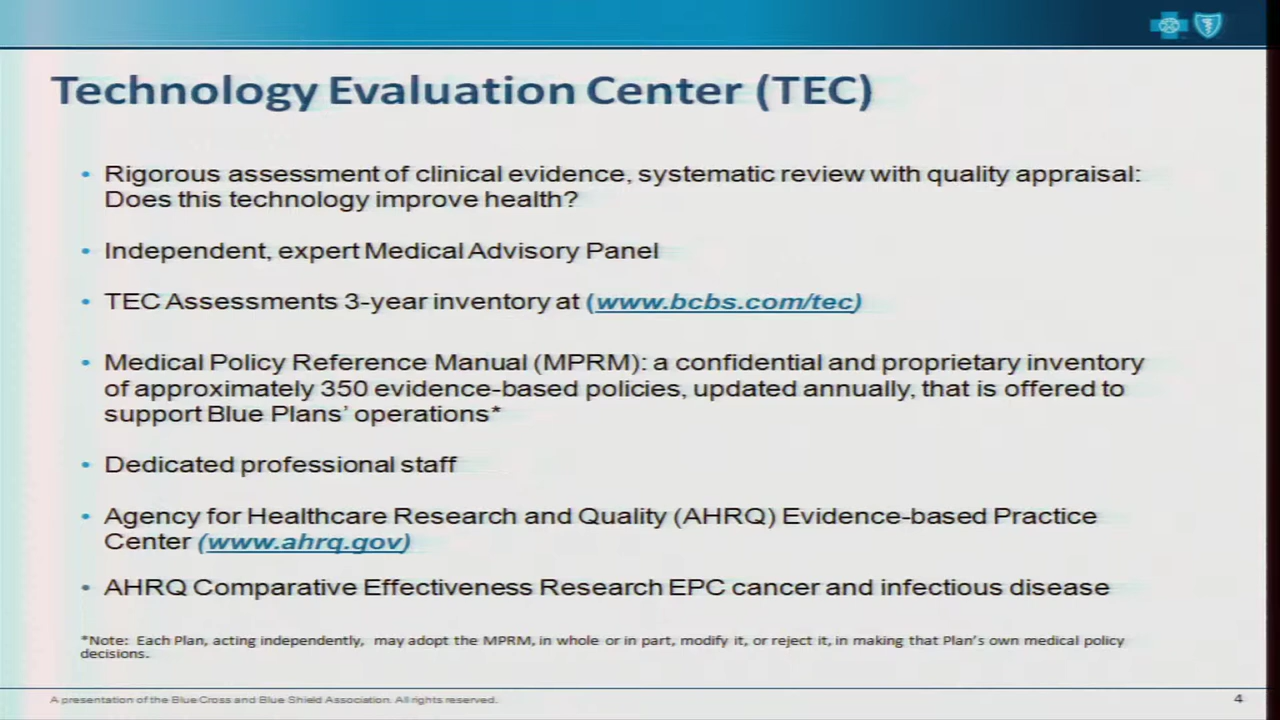 Technology Evaluation Center (TEC)
• Rigorous assessment of clinical evidence, systematic review with quality appraisal:
Does this technology improve health?
• Independent, expert Medical Advisory Panel
• TEC Assessments 3-year inventory at (www.bcbs.com/tec)
• Medical Policy Reference Manual (MPRM): a confidential and proprietary inventory
of approximately 350 evidence-based policies, updated annually, that is offered to
support Blue Plans’ operations*
• Dedicated professional staff
• Agency for Healthcare Research and Quality (AHRQ) Evidence-based Practice
Center (www.ahrq.gov)
• AHRQ Comparative Effectiveness Research EPC cancer and infectious disease
*Note: Each Plan, acting independently, may adopt the MPRM, in whole or in part, modify it, or reject it, in making that Plan’s own medical policy
decisions.
A presentation of the Blue Cross and Blue Shield Association. All rights reserved.
4